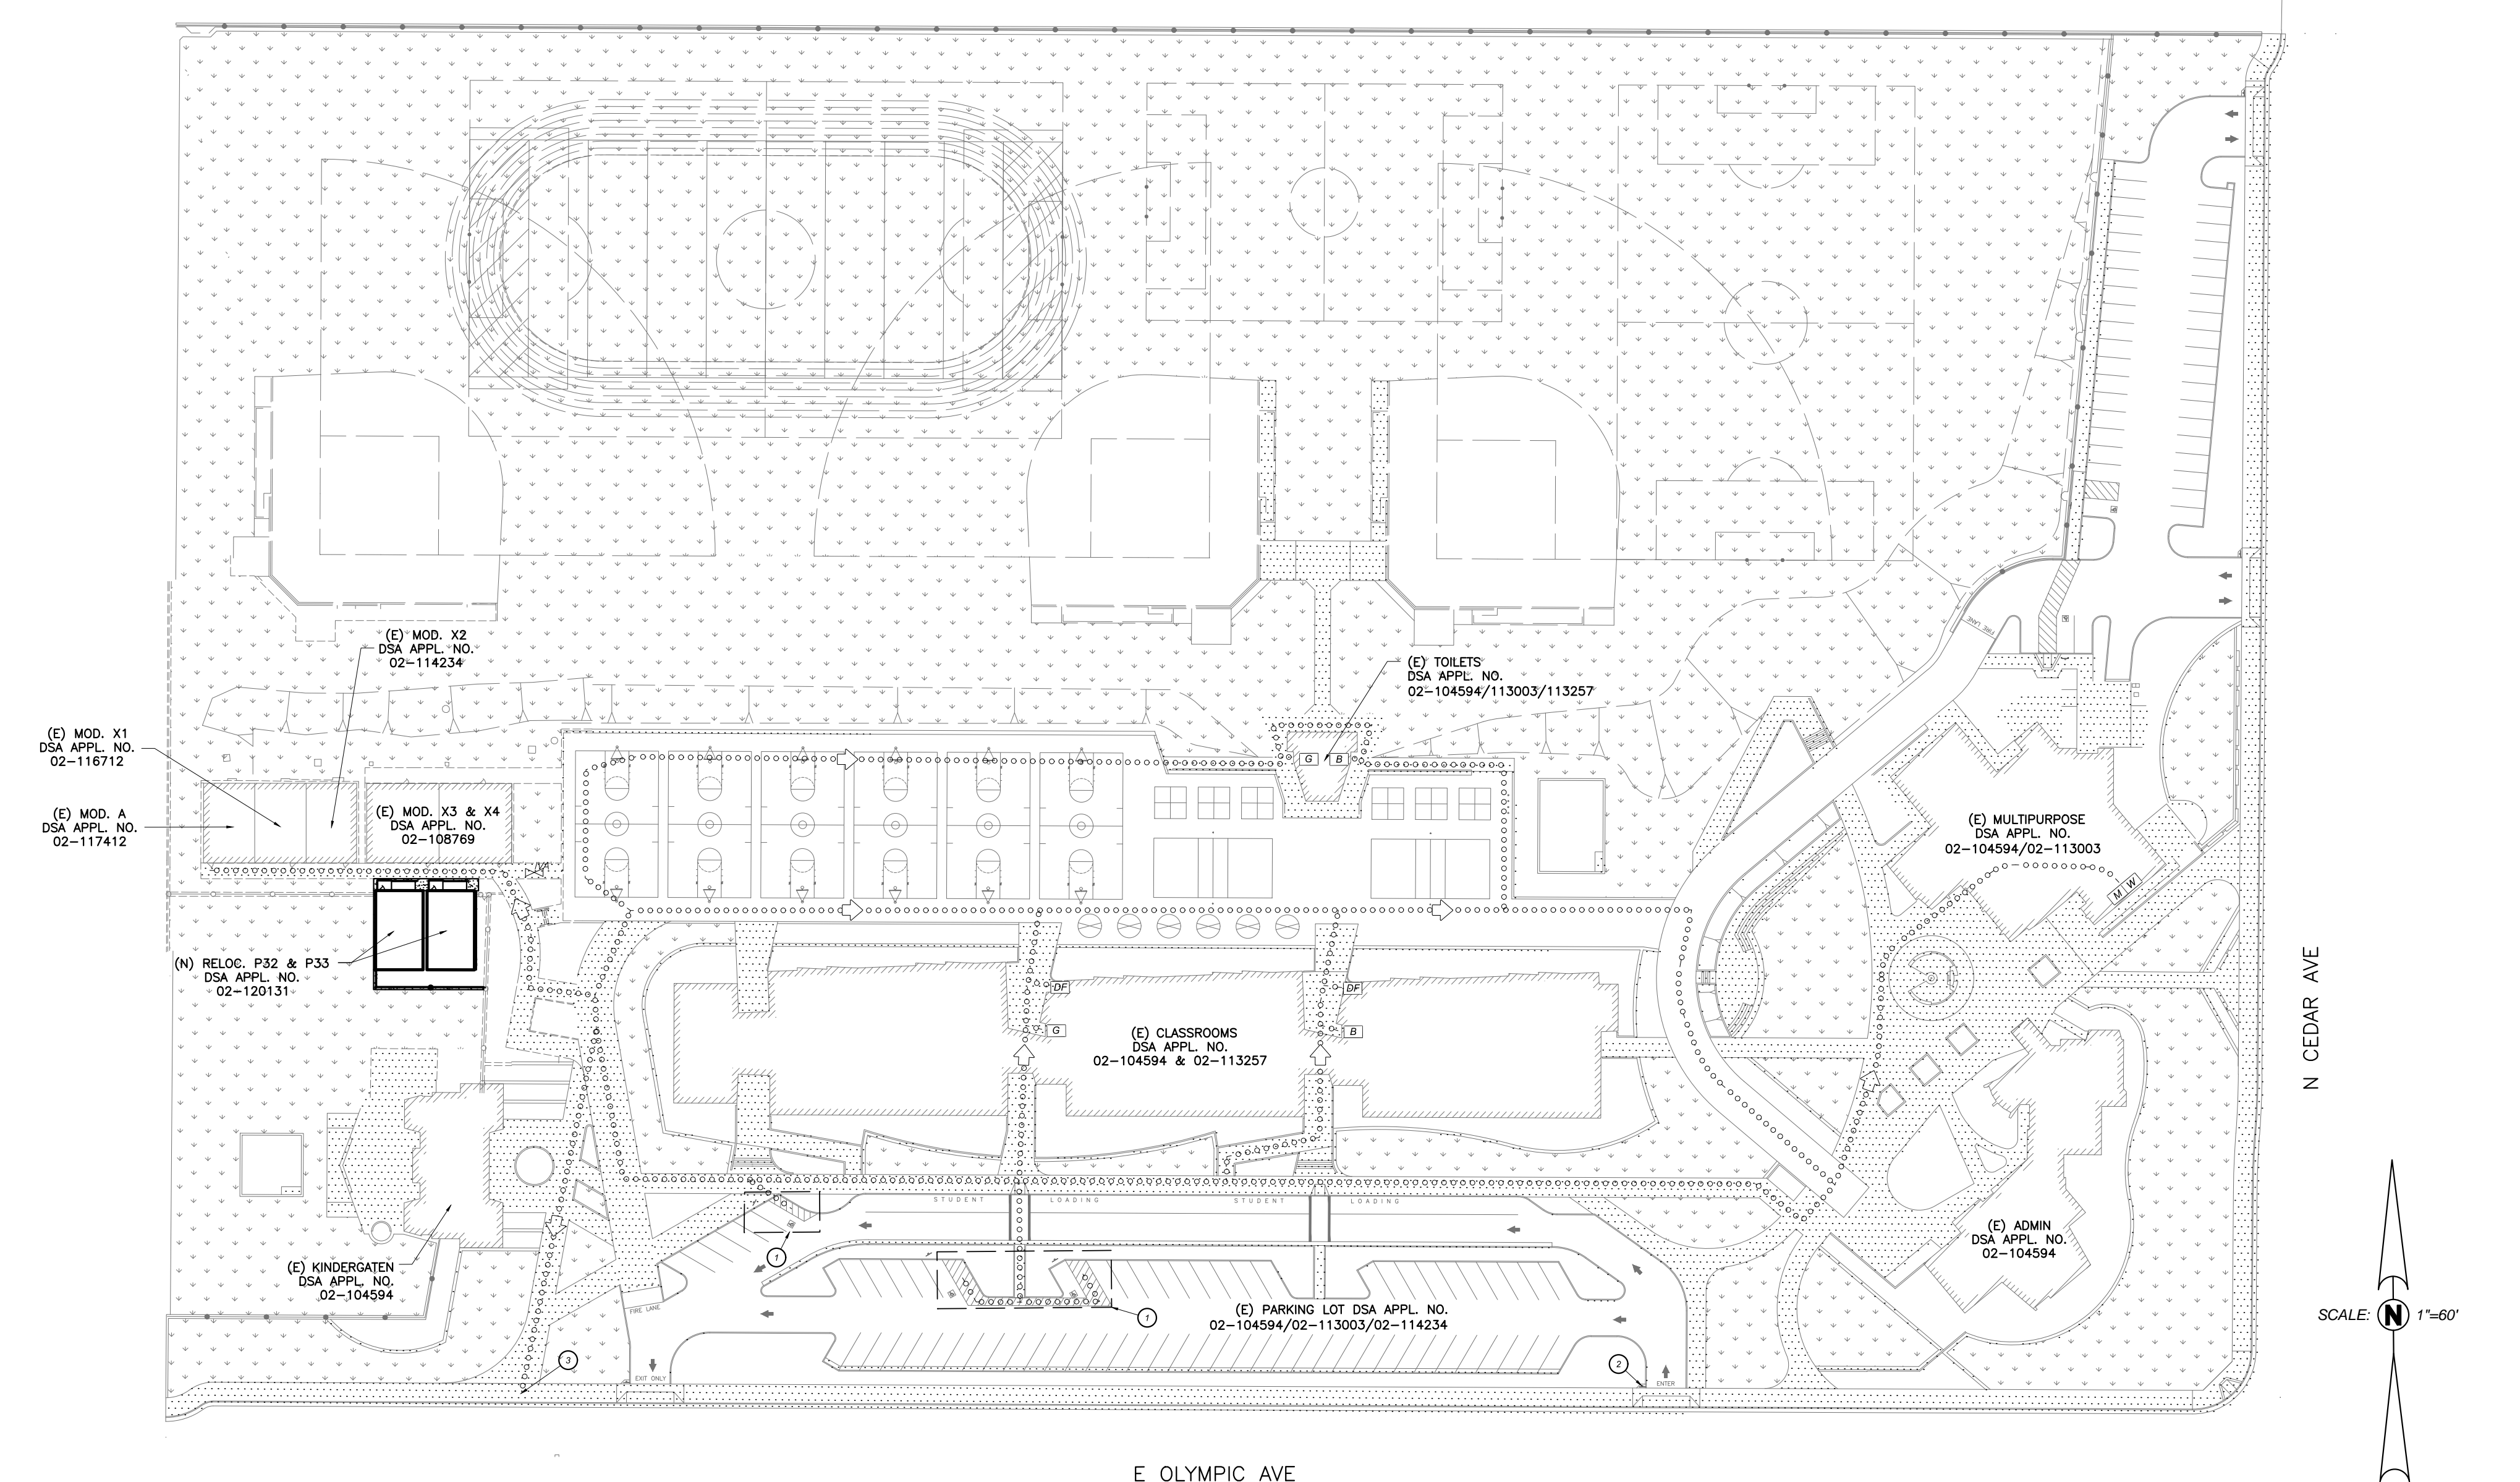 (E) MOD. X2
DSA APPL. NO.
02-114234
(E) TOILETS
DSA APPL. NO.
02-104594/113003/113257
FIRE LANE
(E) MOD. X1
DSA APPL. NO.
02-116712
G
B
(E) MOD. A
DSA APPL. NO.
02-117412
(E) MOD. X3 & X4
DSA APPL. NO.
02-108769
(E) MULTIPURPOSE
DSA APPL. NO.
02-104594/02-113003
M W
(N) RELOC. P32 & P33
DSA APPL. NO.
02-120131
DF
DF
G
B
(E) CLASSROOMS
DSA APPL. NO.
02-104594 & 02-113257
N CEDAR AVE
STUDENT LOADING
STUDENT LOADING
1
(E) ADMIN
DSA APPL. NO.
02-104594
(E) KINDERGATEN
DSA APPL. NO.
02-104594
FIRE LANE
1
(E) PARKING LOT DSA APPL. NO.
02-104594/02-113003/02-114234
SCALE: N 1"=60'
3
2
EXIT ONLY
ENTER
E OLYMPIC AVE